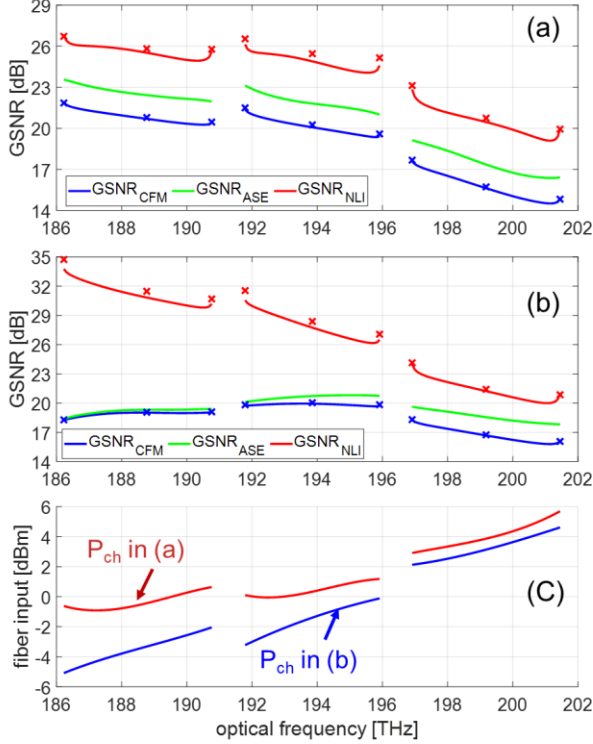 29
26
23
20
17
14
GSNR [dB]
(a)
GSNR_CFM GSNR_ASE GSNR_NLI
186 188 190 192 194 196 198 200 202
35
32
29
26
23
20
17
14
GSNR [dB]
(b)
GSNR_CFM GSNR_ASE GSNR_NLI
186 188 190 192 194 196 198 200 202
6
4
2
0
-2
-4
-6
fiber input [dBm]
P_ch in (a)
(C)
P_ch in (b)
186 188 190 192 194 196 198 200 202
optical frequency [THz]